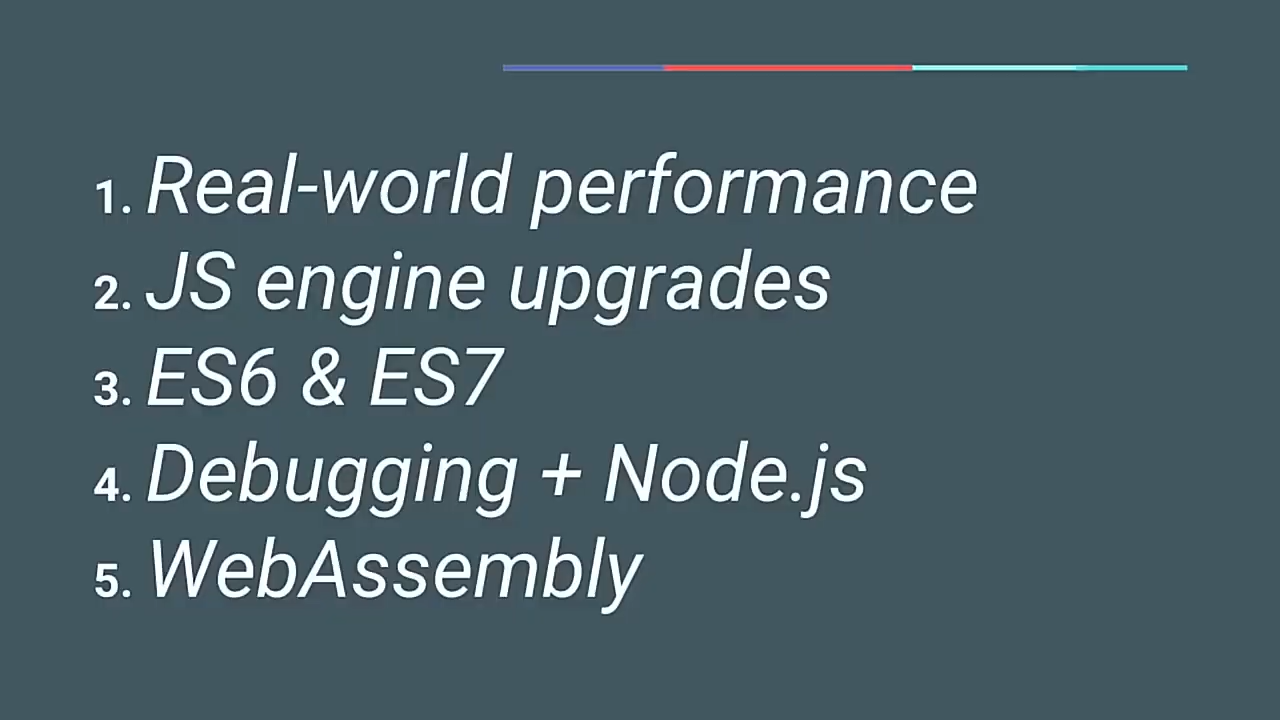 1. Real-world performance
2. JS engine upgrades
3. ES6 & ES7
4. Debugging + Node.js
5. WebAssembly